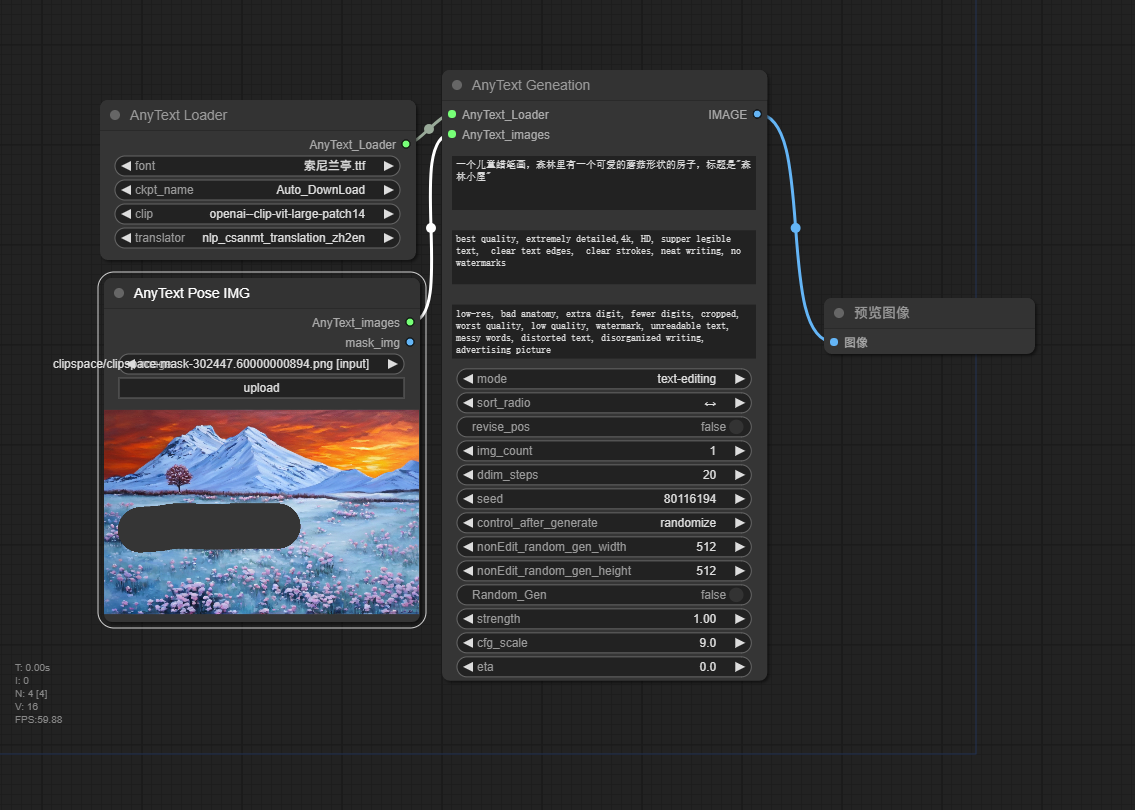 AnyText Loader
AnyText_Loader
font 索尼兰亭.ttf
ckpt_name Auto_DownLoad
clip openai--clip-vit-large-patch14
translator nlp_csanmt_translation_zh2en
AnyText Pose IMG
AnyText_images
mask_img
clipspace/clipspace-mask-302447.60000000894.png [input]
upload
AnyText Geneation
AnyText_Loader IMAGE
AnyText_images
一个儿童蜡笔画，森林里有一个可爱的蘑菇形状的房子，标题是"森
林小屋"
best quality, extremely detailed,4k, HD, supper legible
text, clear text edges, clear strokes, neat writing, no
watermarks
low-res, bad anatomy, extra digit, fewer digits, cropped,
worst quality, low quality, watermark, unreadable text,
messy words, distorted text, disorganized writing,
advertising picture
mode text-editing
sort_radio ↔
revise_pos false
img_count 1
ddim_steps 20
seed 80116194
control_after_generate randomize
nonEdit_random_gen_width 512
nonEdit_random_gen_height 512
Random_Gen false
strength 1.00
cfg_scale 9.0
eta 0.0
预览图像
图像
T: 0.00s
I: 0
N: 4 [4]
V: 16
FPS:59.88